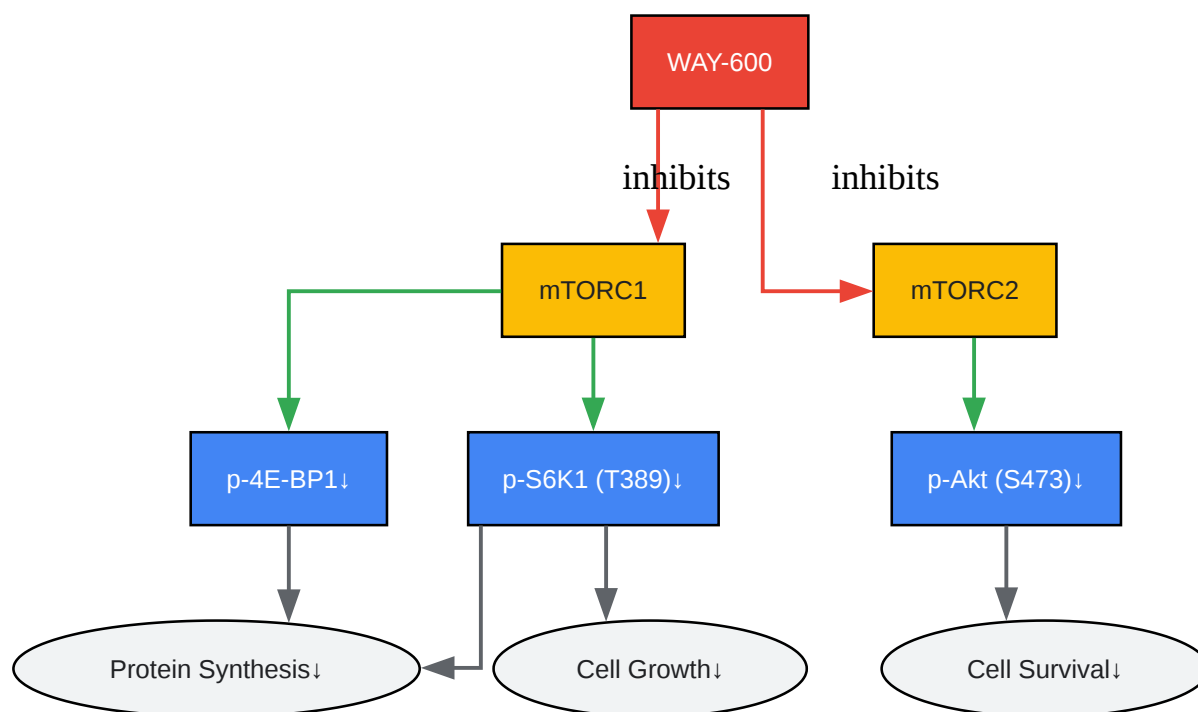 WAY-600
inhibits
inhibits
mTORC1
mTORC2
p-4E-BP1↓
p-S6K1 (T389)↓
p-Akt (S473)↓
Protein Synthesis↓
Cell Growth↓
Cell Survival↓